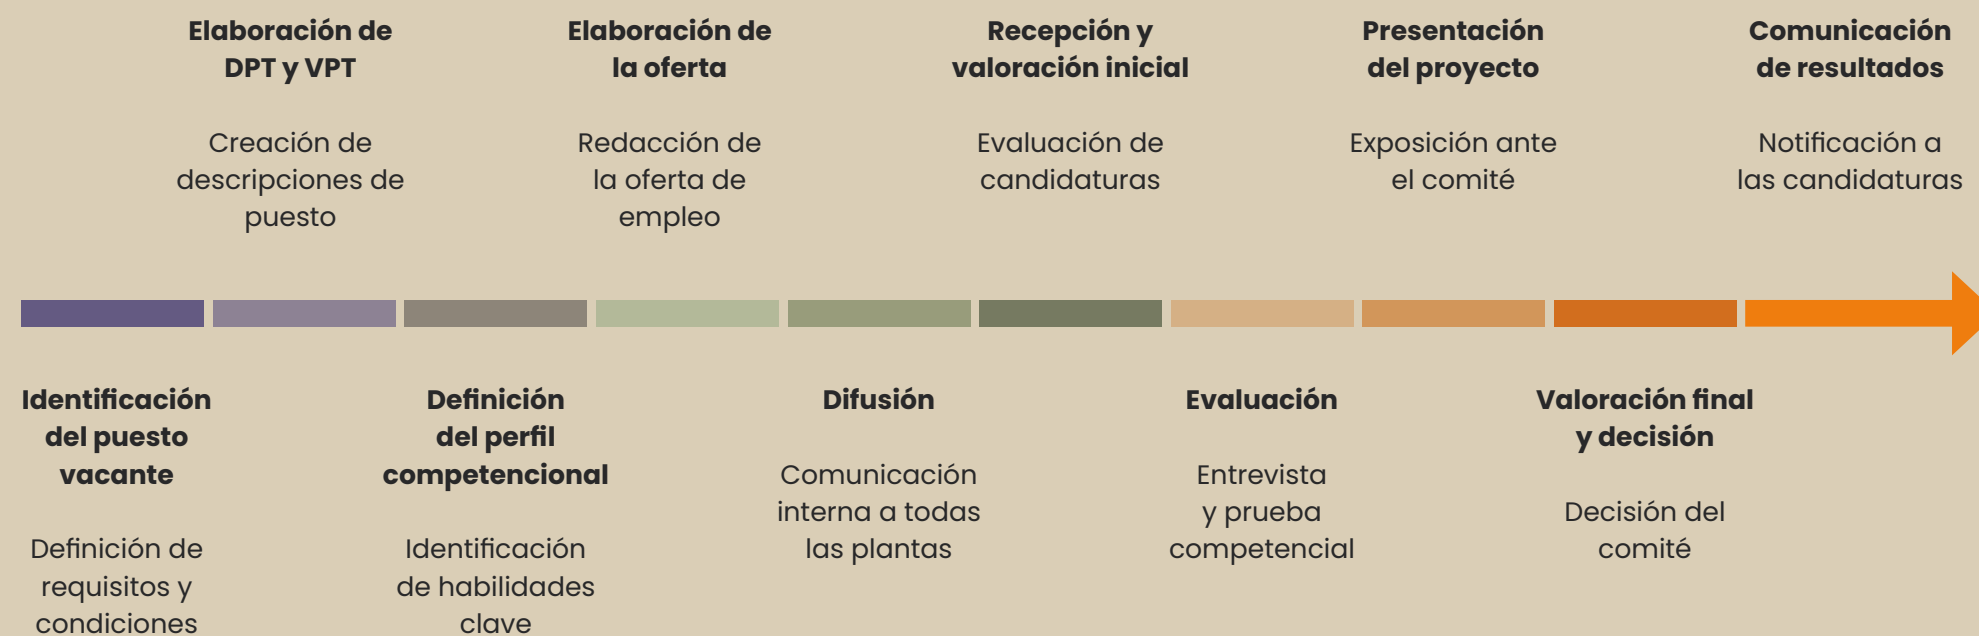 Elaboración de
DPT y VPT
Creación de
descripciones de
puesto
Elaboración de
la oferta
Redacción de
la oferta de
empleo
Recepción y
valoración inicial
Evaluación de
candidaturas
Presentación
del proyecto
Exposición ante
el comité
Comunicación
de resultados
Notificación a
las candidaturas
Identificación
del puesto
vacante
Definición de
requisitos y
condiciones
Definición
del perfil
competencional
Identificación
de habilidades
clave
Difusión
Comunicación
interna a todas
las plantas
Evaluación
Entrevista
y prueba
competencial
Valoración final
y decisión
Decisión del
comité